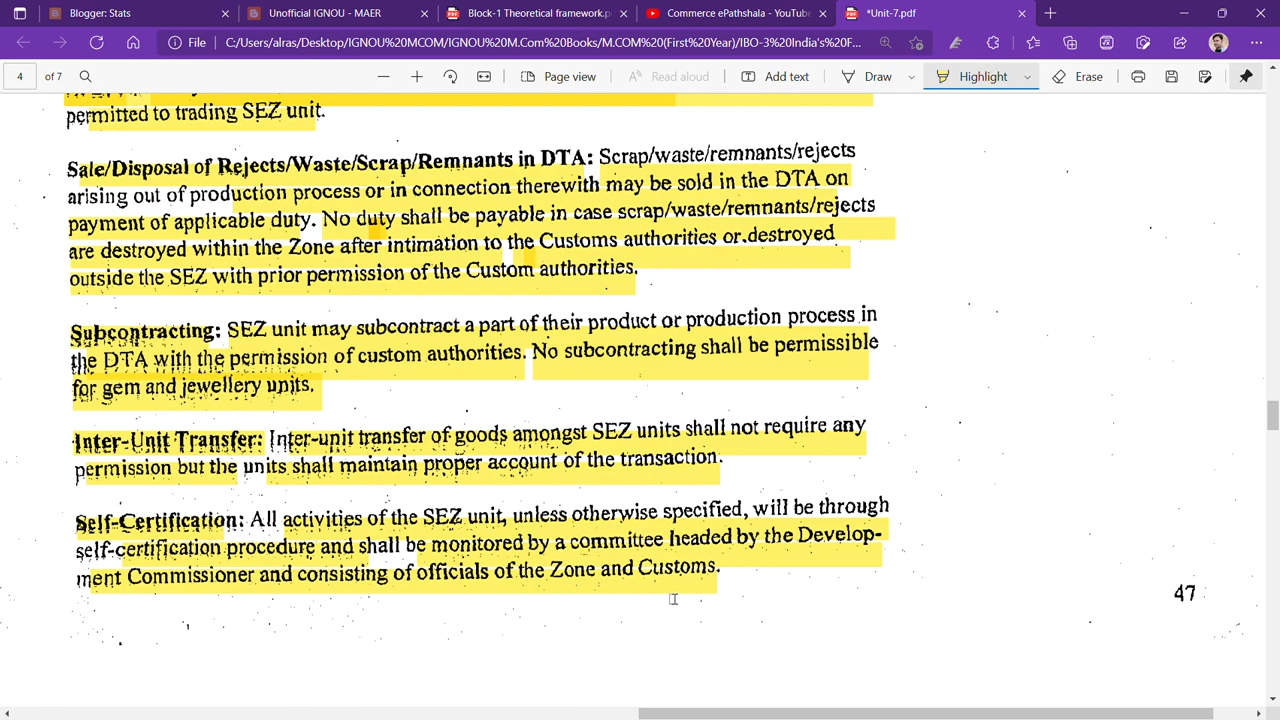 Blogger: Stats
Unofficial IGNOU - MAER
Block-1 Theoretical framework.p
Commerce ePathshala - YouTube
*Unit-7.pdf
File
C:/Users/alras/Desktop/IGNOU%20MCOM/IGNOU%20M.Com%20Books/M.COM%20(First%20Year)/IBO-3%20India's%20F...
4 of 7
Page view
Read aloud
Add text
Draw
Highlight
Erase
permitted to trading SEZ unit.
Sale/Disposal of Rejects/Waste/Scrap/Remnants in DTA: Scrap/waste/remnants/rejects
arising out of production process or in connection therewith may be sold in the DTA on
payment of applicable duty. No duty shall be payable in case scrap/waste/remnants/rejects
are destroyed within the Zone after intimation to the Customs authorities or.destroyed
outside the SEZ with prior permission of the Custom authorities.
Subcontracting: SEZ unit may subcontract a part of their product or production process in
the DTA with the permission of custom authorities. No subcontracting shall be permissible
for gem and jewellery units.
Inter-Unit Transfer: Inter-unit transfer of goods amongst SEZ units shall not require any
permission but the units shall maintain proper account of the transaction.
Self-Certification: All activities of the SEZ unit, unless otherwise specified, will be through
self-certification procedure and shall be monitored by a committee headed by the Develop-
ment Commissioner and consisting of officials of the Zone and Customs.
47